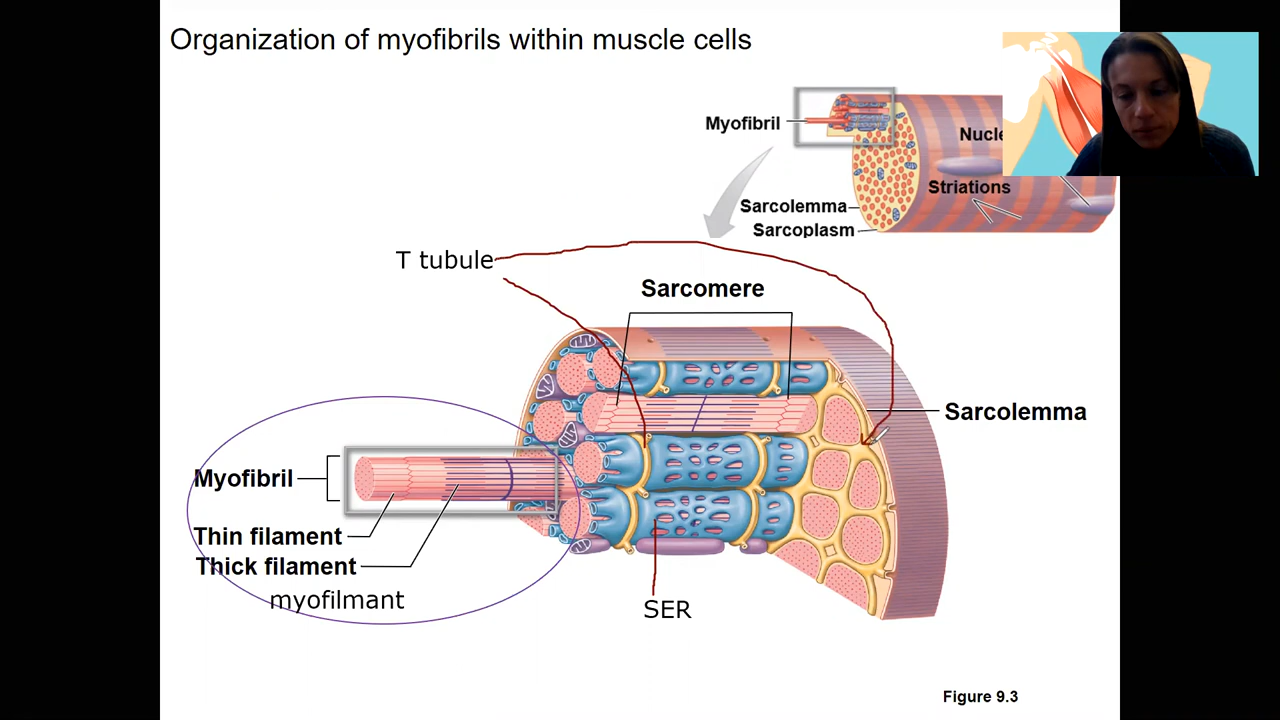 Organization of myofibrils within muscle cells
Myofibril
Nucle
Striations
Sarcolemma
Sarcoplasm
T tubule
Sarcomere
Sarcolemma
Myofibril
Thin filament
Thick filament
myofilmant
SER
Figure 9.3